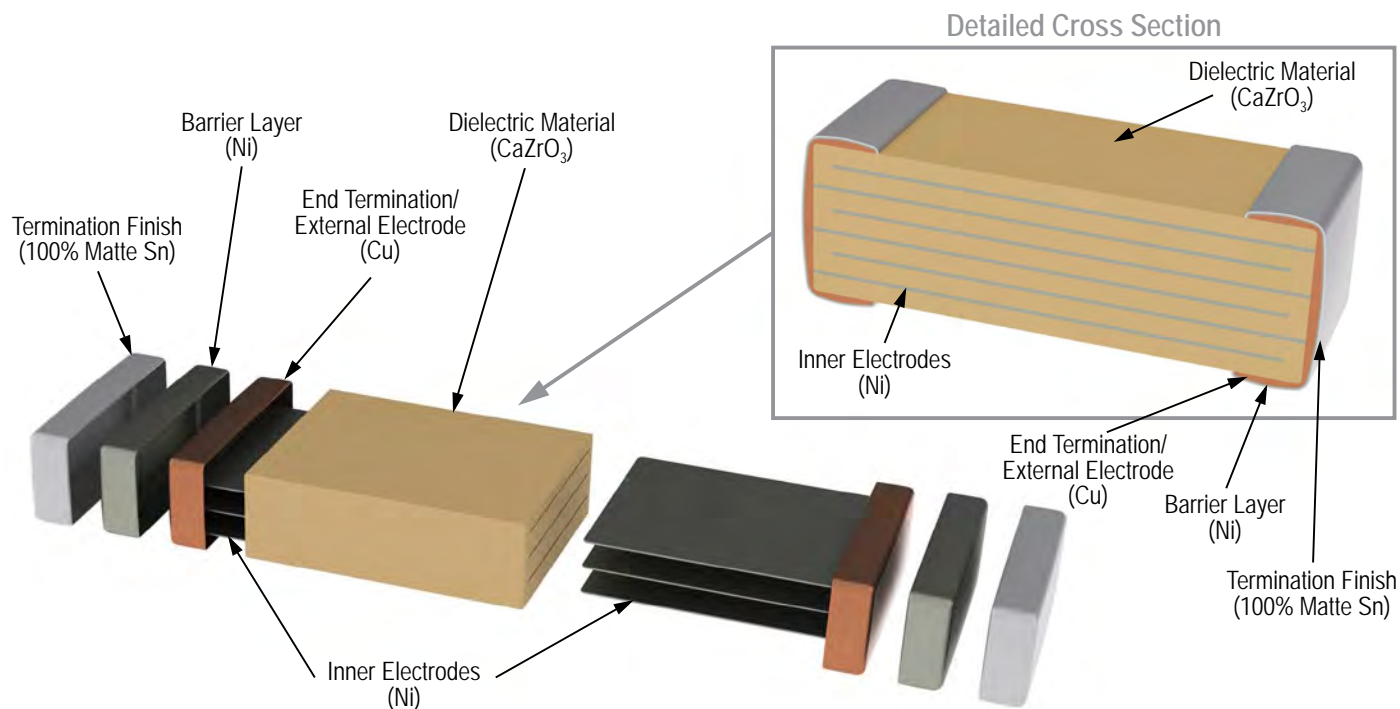 Detailed Cross Section
Dielectric Material
(CaZrO₃)
Barrier Layer
(Ni)
Dielectric Material
(CaZrO₃)
End Termination/
External Electrode
(Cu)
Termination Finish
(100% Matte Sn)
Inner Electrodes
(Ni)
End Termination/
External Electrode
(Cu)
Barrier Layer
(Ni)
Termination Finish
(100% Matte Sn)
Inner Electrodes
(Ni)